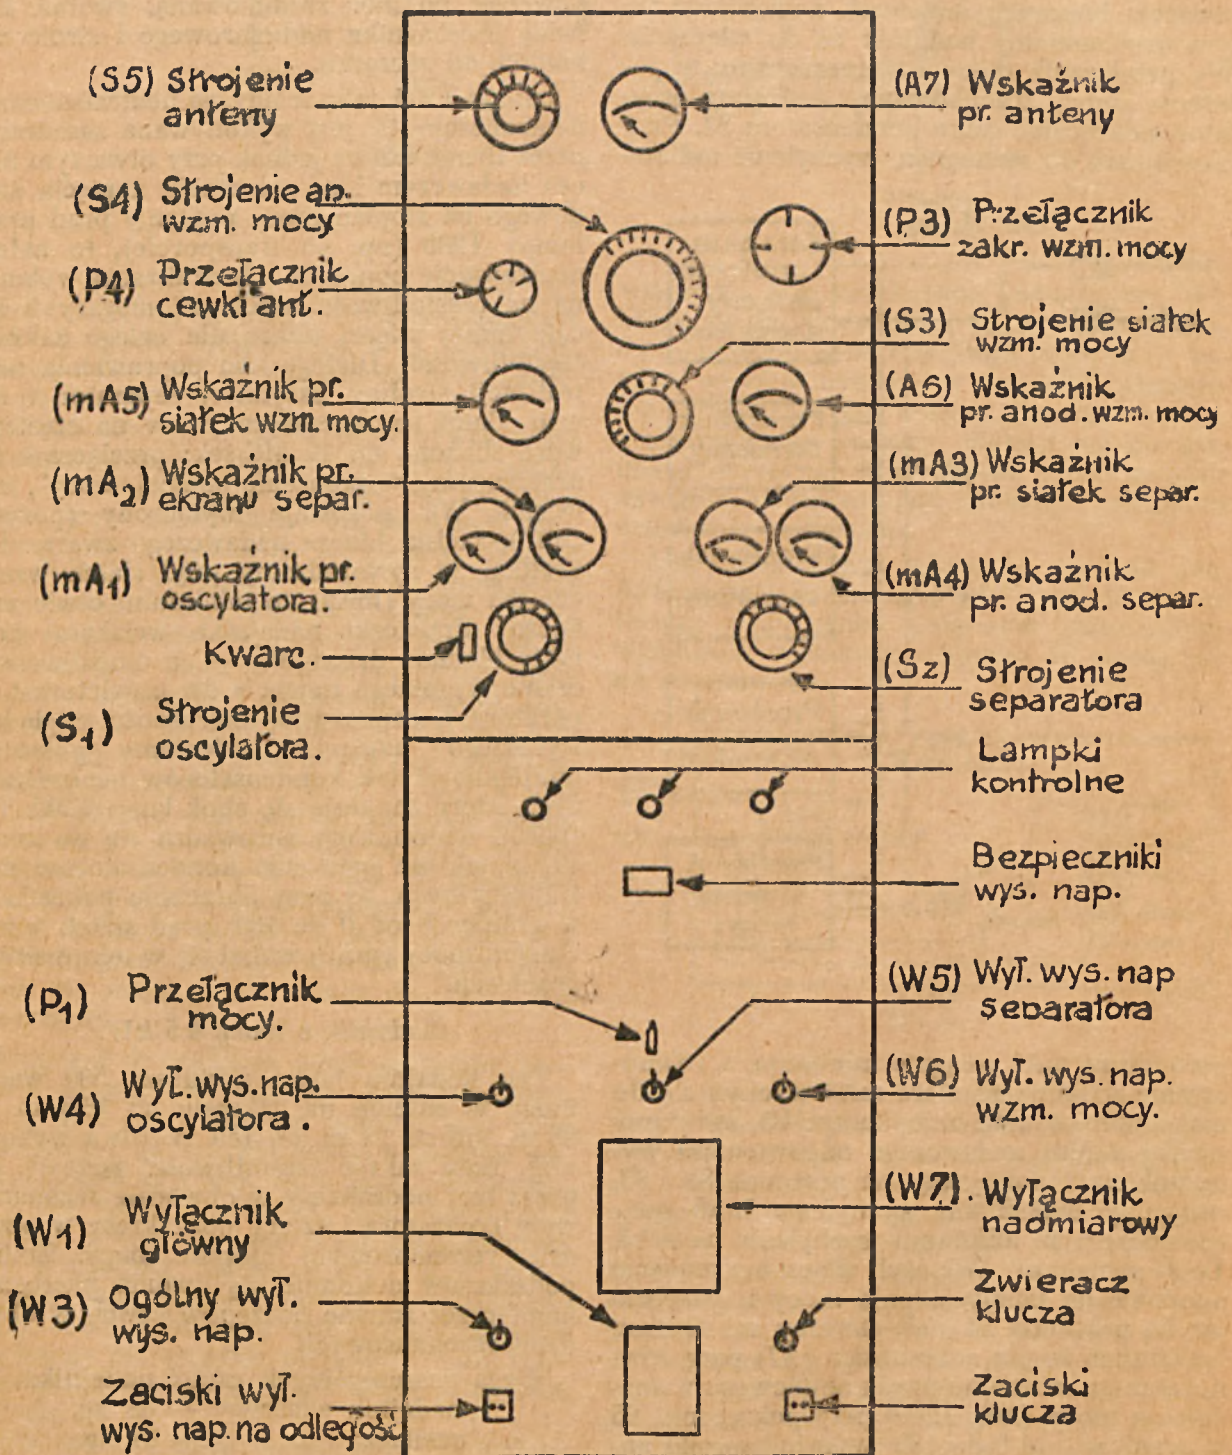 (S5) Strojenie
anteny
(S4) Strojenie an.
wzm. mocy
(P4) Przełącznik
cewki ant.
(mA5) Wskaźnik pr.
siatek wzm. mocy.
(mA2) Wskaźnik pr.
ekranu separ.
(mA1) Wskaźnik pr.
oscylatora.
Kwarc.
(S1) Strojenie
oscylatora.
(P1) Przełącznik
mocy.
(W4) Wył. wys. nap.
oscylatora.
(W1) Wyłącznik
główny
(W3) Ogólny wył.
wys. nap.
Zaciski wył.
wys. nap. na odległość
(A7) Wskaźnik
pr. anteny
(P3) Przełącznik
zakr. wzm. mocy
(S3) Strojenie siatek
wzm. mocy
(A6) Wskaźnik
pr. anod. wzm. mocy
(mA3) Wskaźnik
pr. siatek separ.
(mA4) Wskaźnik
pr. anod. separ.
(Sz) Strojenie
separatora
Lampki
kontrolne
Bezpieczniki
wys. nap.
(W5) Wył. wys. nap
separatora
(W6) Wył. wys. nap.
wzm. mocy.
(W7). Wyłącznik
nadmiarowy
Zwieracz
klucza
Zaciski
klucza